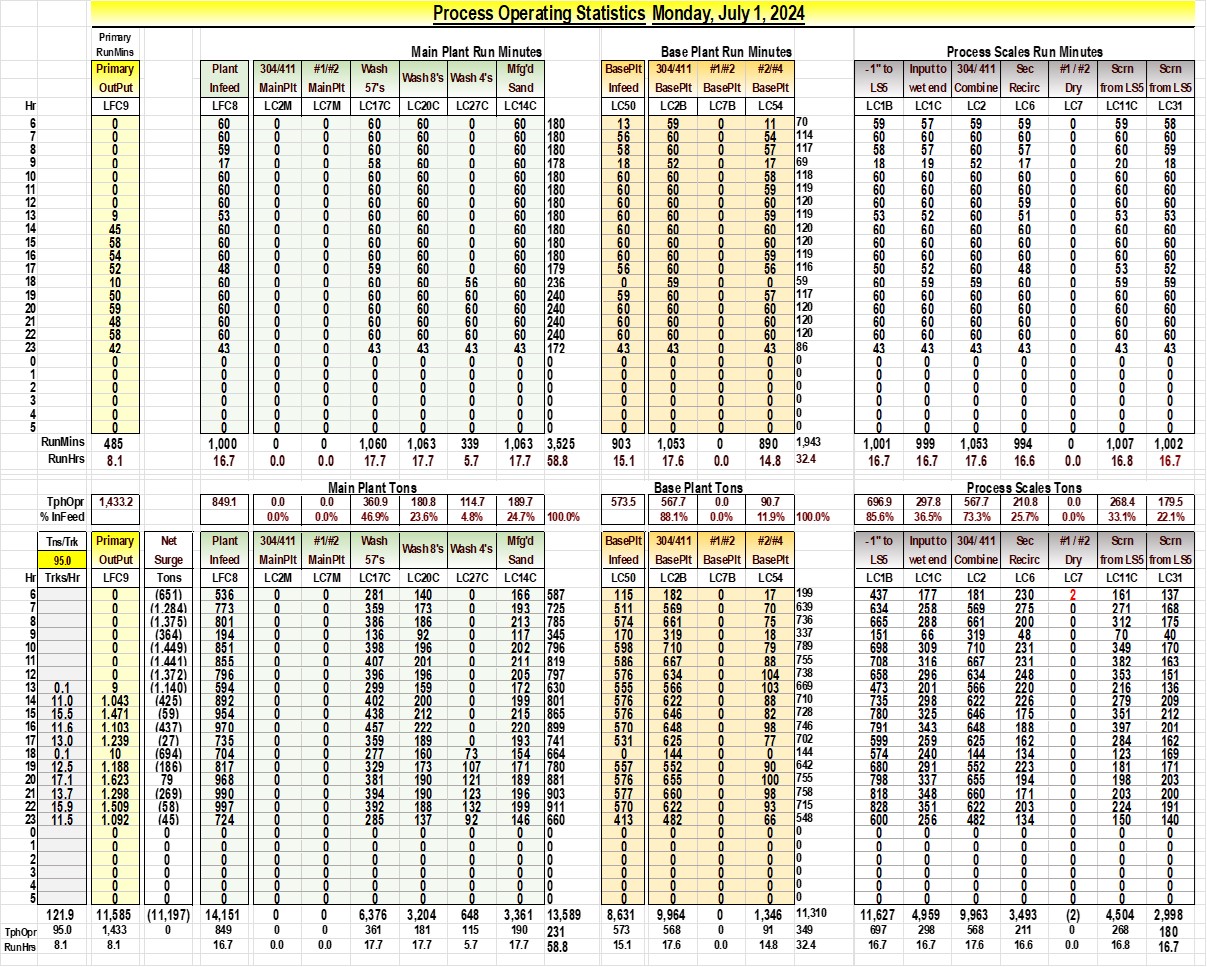 Process Operating Statistics Monday, July 1, 2024
Primary
RunMins Main Plant Run Minutes Base Plant Run Minutes Process Scales Run Minutes
Primary Plant 304/411 #1/#2 Wash Wash 8's Wash 4's Mfg'd BasePlt 304/411 #1/#2 #2/#4 -1" to Input to 304/ 411 Sec #1 / #2 Scrn Scrn
OutPut Infeed MainPlt MainPlt 57's Sand Infeed BasePlt BasePlt BasePlt LS5 wet end Combine Recirc Dry from LS5 from LS5
Hr LFC9 LFC8 LC2M LC7M LC17C LC20C LC27C LC14C LC50 LC2B LC7B LC54 LC1B LC1C LC2 LC6 LC7 LC11C LC31
6 0 60 0 0 60 60 0 60 180 13 59 0 11 70 59 57 59 59 0 59 58
7 0 60 0 0 60 60 0 60 180 56 60 0 54 114 60 60 60 60 0 60 60
8 0 59 0 0 60 60 0 60 180 58 60 0 57 117 58 57 60 57 0 60 59
9 0 17 0 0 58 60 0 60 178 18 52 0 17 69 18 19 52 17 0 20 18
10 0 60 0 0 60 60 0 60 180 60 60 0 58 118 60 60 60 60 0 60 60
11 0 60 0 0 60 60 0 60 180 60 60 0 59 119 60 60 60 60 0 60 60
12 0 60 0 0 60 60 0 60 180 60 60 0 60 120 60 60 60 59 0 60 60
13 9 53 0 0 60 60 0 60 180 60 60 0 59 119 53 52 60 51 0 53 53
14 45 60 0 0 60 60 0 60 180 60 60 0 60 120 60 60 60 60 0 60 60
15 58 60 0 0 60 60 0 60 180 60 60 0 60 120 60 60 60 60 0 60 60
16 54 60 0 0 60 60 0 60 180 60 60 0 59 119 60 60 60 60 0 60 60
17 52 48 0 0 59 60 0 60 179 56 60 0 56 116 50 52 60 48 0 53 52
18 10 60 0 0 60 60 56 60 236 0 59 0 0 59 60 59 59 60 0 59 59
19 50 60 0 0 60 60 60 60 240 59 60 0 57 117 60 60 60 60 0 60 60
20 59 60 0 0 60 60 60 60 240 60 60 0 60 120 60 60 60 60 0 60 60
21 48 60 0 0 60 60 60 60 240 60 60 0 60 120 60 60 60 60 0 60 60
22 58 60 0 0 60 60 60 60 240 60 60 0 60 120 60 60 60 60 0 60 60
23 42 43 0 0 43 43 43 43 172 43 43 0 43 86 43 43 43 43 0 43 43
0 0 0 0 0 0 0 0 0 0 0 0 0 0 0 0 0 0 0 0 0 0
1 0 0 0 0 0 0 0 0 0 0 0 0 0 0 0 0 0 0 0 0 0
2 0 0 0 0 0 0 0 0 0 0 0 0 0 0 0 0 0 0 0 0 0
3 0 0 0 0 0 0 0 0 0 0 0 0 0 0 0 0 0 0 0 0 0
4 0 0 0 0 0 0 0 0 0 0 0 0 0 0 0 0 0 0 0 0 0
5 0 0 0 0 0 0 0 0 0 0 0 0 0 0 0 0 0 0 0 0 0
RunMins 485 1,000 0 0 1,060 1,063 339 1,063 3,525 903 1,053 0 890 1,943 1,001 999 1,053 994 0 1,007 1,002
RunHrs 8.1 16.7 0.0 0.0 17.7 17.7 5.7 17.7 58.8 15.1 17.6 0.0 14.8 32.4 16.7 16.7 17.6 16.6 0.0 16.8 16.7
Main Plant Tons Base Plant Tons Process Scales Tons
TphOpr 1,433.2 849.1 0.0 0.0 360.9 180.8 114.7 189.7 573.5 567.7 0.0 90.7 696.9 297.8 567.7 210.8 0.0 268.4 179.5
% InFeed 0.0% 0.0% 46.9% 23.6% 4.8% 24.7% 100.0% 88.1% 0.0% 11.9% 100.0% 85.6% 36.5% 73.3% 25.7% 0.0% 33.1% 22.1%
Tns/Trk Primary Net Plant 304/411 #1/#2 Wash Wash 8's Wash 4's Mfg'd BasePlt 304/411 #1/#2 #2/#4 -1" to Input to 304/ 411 Sec #1 / #2 Scrn Scrn
95.0 OutPut Surge Infeed MainPlt MainPlt 57's Sand Infeed BasePlt BasePlt BasePlt LS5 wet end Combine Recirc Dry from LS5 from LS5
Hr Trks/Hr LFC9 Tons LFC8 LC2M LC7M LC17C LC20C LC27C LC14C LC50 LC2B LC7B LC54 LC1B LC1C LC2 LC6 LC7 LC11C LC31
6 0 (651) 536 0 0 281 140 0 166 587 115 182 0 17 199 437 177 181 230 2 161 137
7 0 (1.284) 773 0 0 359 173 0 193 725 511 569 0 70 639 634 258 569 275 0 271 168
8 0 (1.375) 801 0 0 386 186 0 213 785 574 661 0 75 736 665 288 661 200 0 312 175
9 0 (364) 194 0 0 136 92 0 117 345 170 319 0 18 337 151 66 319 48 0 70 40
10 0 (1.449) 851 0 0 398 196 0 202 796 698 710 0 79 789 698 309 710 231 0 349 170
11 0 (1.441) 855 0 0 407 201 0 211 819 586 667 0 88 755 708 316 667 231 0 382 163
12 0 (1.372) 796 0 0 396 196 0 205 797 576 634 0 104 738 658 296 634 248 0 353 151
13 0.1 9 (1.140) 594 0 0 299 159 0 172 630 555 566 0 103 669 473 201 566 220 0 216 136
14 11.0 1.043 (425) 892 0 0 402 200 0 199 801 576 622 0 88 710 735 298 622 226 0 279 209
15 15.5 1.471 (59) 954 0 0 438 212 0 215 865 576 646 0 82 728 780 325 646 175 0 351 212
16 11.6 1.103 (437) 970 0 0 457 222 0 220 899 570 648 0 98 746 791 343 648 188 0 397 201
17 13.0 1.239 (27) 735 0 0 359 189 0 193 741 531 625 0 77 702 599 259 625 162 0 284 162
18 0.1 10 (694) 704 0 0 277 160 73 154 664 0 144 0 0 144 574 240 144 134 0 123 169
19 12.5 1.188 (186) 817 0 0 329 173 107 171 780 557 552 0 90 642 680 291 552 223 0 181 171
20 17.1 1.623 79 968 0 0 381 190 121 189 881 576 655 0 100 755 798 337 655 194 0 198 203
21 13.7 1.298 (269) 990 0 0 394 190 123 196 903 577 660 0 98 758 818 348 660 171 0 203 200
22 15.9 1.509 (58) 997 0 0 392 188 132 199 911 570 622 0 93 715 828 351 622 203 0 224 191
23 11.5 1.092 (45) 724 0 0 285 137 92 146 660 413 482 0 66 548 600 256 482 134 0 150 140
0 0 0 0 0 0 0 0 0 0 0 0 0 0 0 0 0 0 0 0 0 0 0
1 0 0 0 0 0 0 0 0 0 0 0 0 0 0 0 0 0 0 0 0 0 0
2 0 0 0 0 0 0 0 0 0 0 0 0 0 0 0 0 0 0 0 0 0 0
3 0 0 0 0 0 0 0 0 0 0 0 0 0 0 0 0 0 0 0 0 0 0
4 0 0 0 0 0 0 0 0 0 0 0 0 0 0 0 0 0 0 0 0 0 0
5 0 0 0 0 0 0 0 0 0 0 0 0 0 0 0 0 0 0 0 0 0 0
121.9 11,585 (11,197) 14,151 0 0 6,376 3,204 648 3,361 13,589 8,631 9,964 0 1,346 11,310 11,627 4,959 9,963 3,493 (2) 4,504 2,998
TphOpr 95.0 1,433 0 849 0 0 361 181 115 190 231 573 568 0 91 349 697 298 568 211 0 268 180
RunHrs 8.1 8.1 16.7 0.0 0.0 17.7 17.7 5.7 17.7 58.8 15.1 17.6 0.0 14.8 32.4 16.7 16.7 17.6 16.6 0.0 16.8 16.7